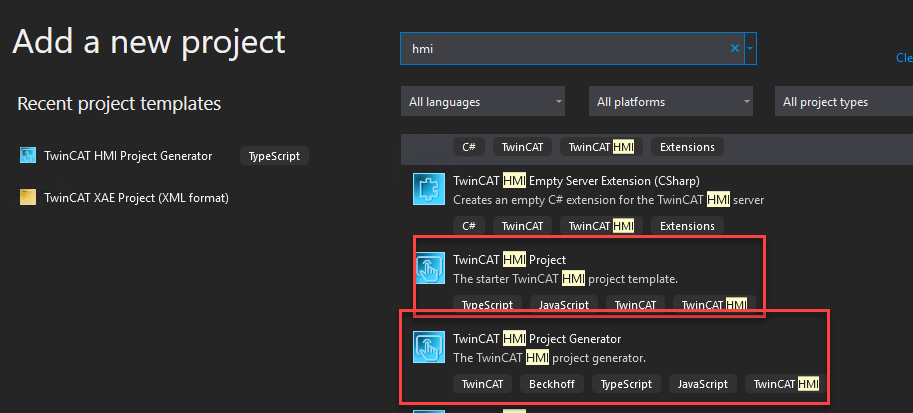 Add a new project
hmi
Cle
Recent project templates
All languages
All platforms
All project types
TwinCAT HMI Project Generator
TypeScript
TwinCAT XAE Project (XML format)
C#
TwinCAT
TwinCAT HMI
Extensions
TwinCAT HMI Empty Server Extension (CSharp)
Creates an empty C# extension for the TwinCAT HMI server
C#
TwinCAT
TwinCAT HMI
Extensions
TwinCAT HMI Project
The starter TwinCAT HMI project template.
TypeScript
JavaScript
TwinCAT
TwinCAT HMI
TwinCAT HMI Project Generator
The TwinCAT HMI project generator.
TwinCAT
Beckhoff
TypeScript
JavaScript
TwinCAT HMI